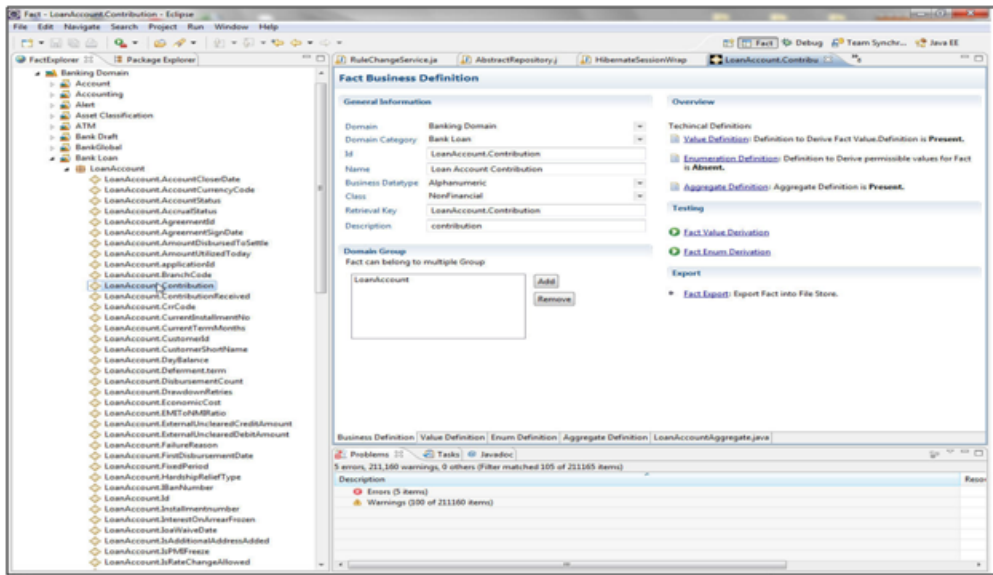 Fact - LoanAccount.Contribution - Eclipse
File Edit Navigate Search Project Run Window Help
Fact Debug Team Synchr... Java EE
FactExplorer Package Explorer
Banking Domain
Account
Accounting
Alert
Asset Classification
ATM
Bank Draft
BankGlobal
Bank Loan
LoanAccount
LoanAccount.AccountCloserDate
LoanAccount.AccountCurrencyCode
LoanAccount.AccountStatus
LoanAccount.AccrualStatus
LoanAccount.AgreementId
LoanAccount.AgreementSignDate
LoanAccount.AmountDisbursedToSettle
LoanAccount.AmountUtilizedToday
LoanAccount.applicationId
LoanAccount.BranchCode
LoanAccount.Contribution
LoanAccount.ContributionReceived
LoanAccount.CrrCode
LoanAccount.CurrentInstallmentNo
LoanAccount.CurrentTermMonths
LoanAccount.CustomerId
LoanAccount.CustomerShortName
LoanAccount.DayBalance
LoanAccount.Deferment.term
LoanAccount.DisbursementCount
LoanAccount.DrawdownRetries
LoanAccount.EconomicCost
LoanAccount.EMIToNMIRatio
LoanAccount.ExternalUnclearedCreditAmount
LoanAccount.ExternalUnclearedDebitAmount
LoanAccount.FailureReason
LoanAccount.FirstDisbursementDate
LoanAccount.FixedPeriod
LoanAccount.HardshipReliefType
LoanAccount.IBanNumber
LoanAccount.Id
LoanAccount.Installmentnumber
LoanAccount.InterestOnArrearFrozen
LoanAccount.IoaWaiveDate
LoanAccount.IsAdditionalAddressAdded
LoanAccount.IsPMIFreeze
LoanAccount.IsRateChangeAllowed
RuleChangeService.ja AbstractRepository.j HibernateSessionWrap LoanAccount.Contribu
Fact Business Definition
General Information
Domain Banking Domain
Domain Category Bank Loan
Id LoanAccount.Contribution
Name Loan Account Contribution
Business Datatype Alphanumeric
Class NonFinancial
Retrieval Key LoanAccount.Contribution
Description contribution
Domain Group
Fact can belong to multiple Group
LoanAccount
Add
Remove
Overview
Techincal Definition:
Value Definition: Definition to Derive Fact Value.Definition is Present.
Enumeration Definition: Definition to Derive permissible values for Fact
is Absent.
Aggregate Definition: Aggregate Definition is Present.
Testing
Fact Value Derivation
Fact Enum Derivation
Export
Fact Export: Export Fact into File Store.
Business Definition Value Definition Enum Definition Aggregate Definition LoanAccountAggregate.java
Problems Tasks Javadoc
5 errors, 211,160 warnings, 0 others (Filter matched 105 of 211165 items)
Description Reso
Errors (5 items)
Warnings (100 of 211160 items)